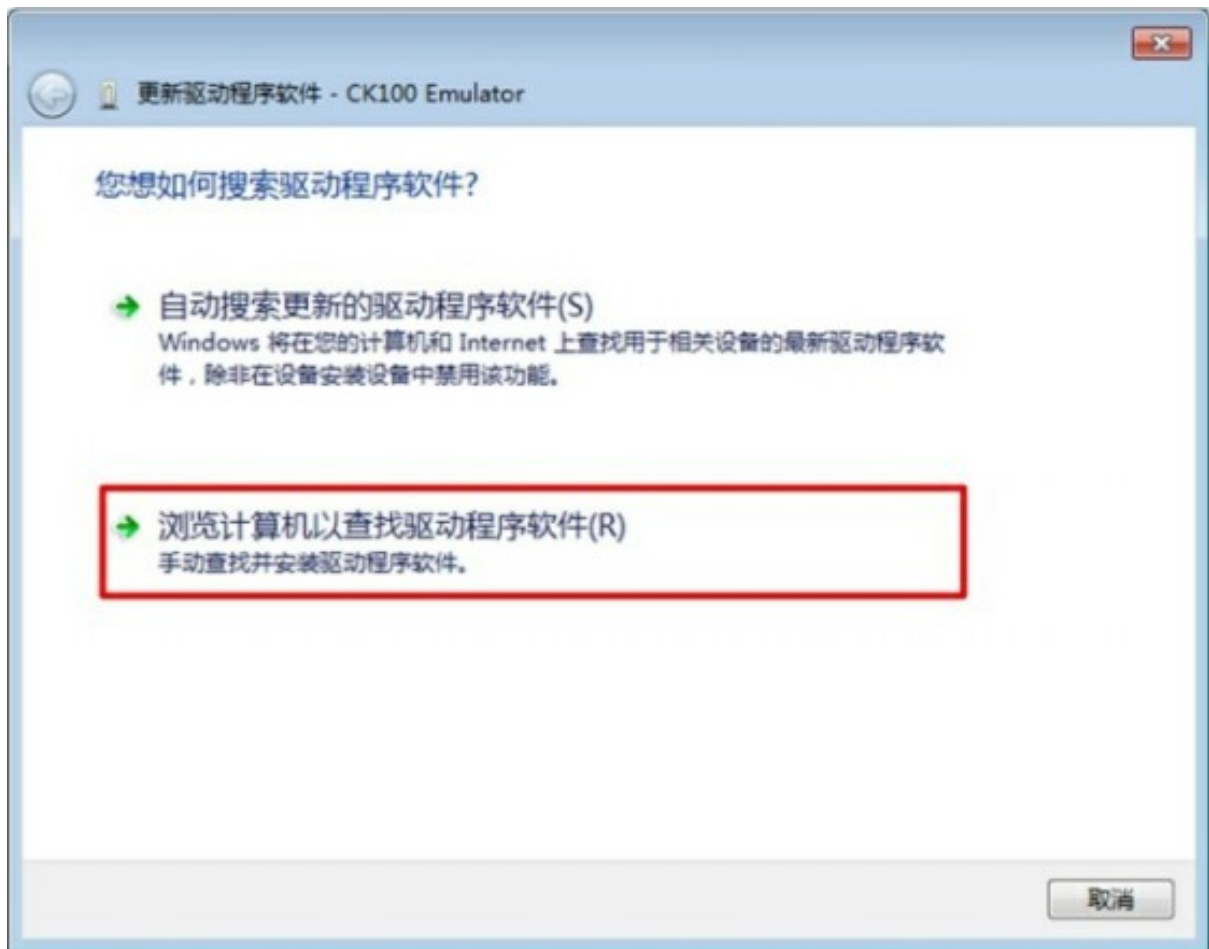 更新驱动程序软件 - CK100 Emulator
您想如何搜索驱动程序软件?
自动搜索更新的驱动程序软件(S)
Windows 将在您的计算机和 Internet 上查找用于相关设备的最新驱动程序软
件，除非在设备安装设备中禁用该功能。
浏览计算机以查找驱动程序软件(R)
手动查找并安装驱动程序软件。
取消